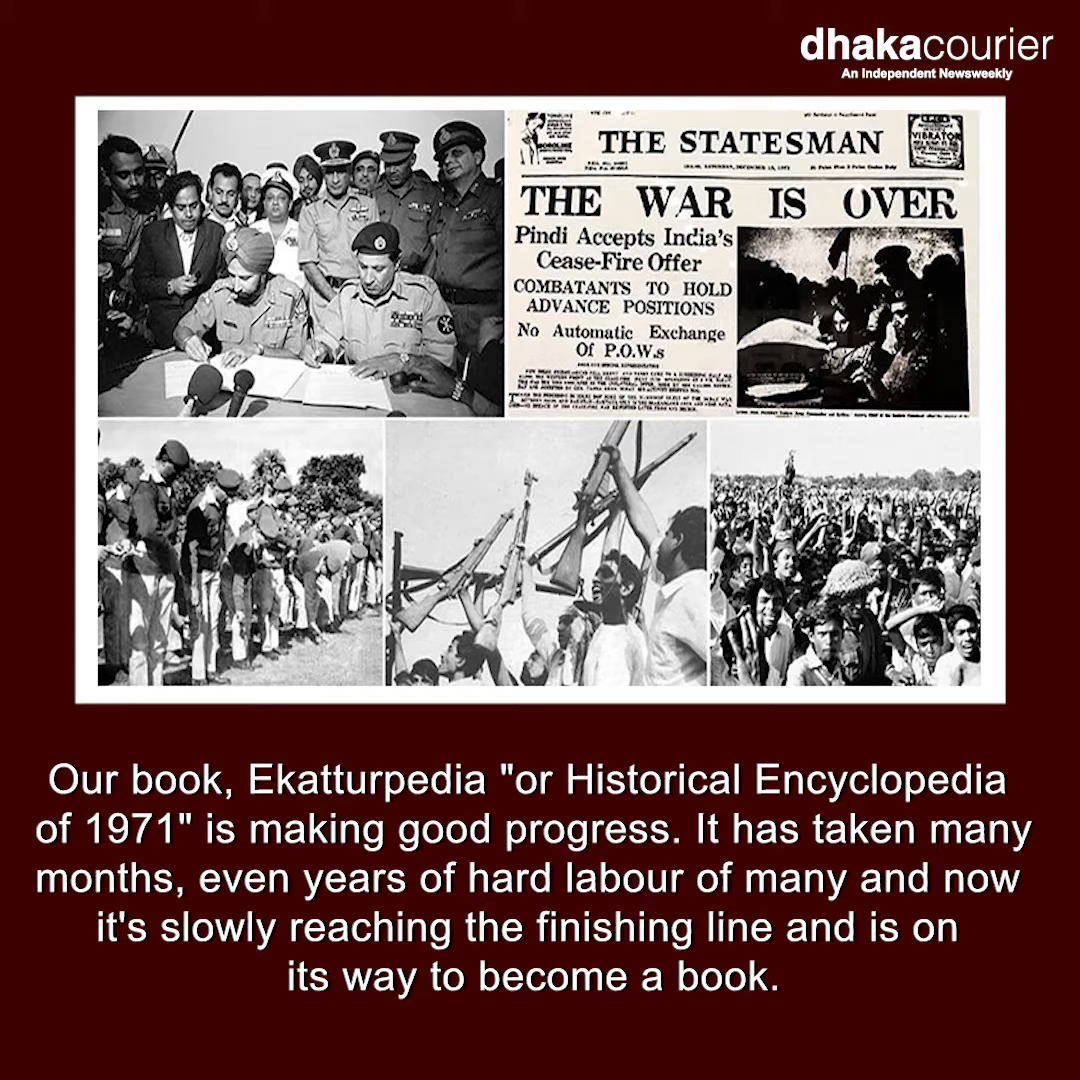 dhakacourier
An Independent Newsweekly
THE STATESMAN
VIBRATOR
THE WAR IS OVER
Pindi Accepts India's
Cease-Fire Offer
COMBATANTS TO HOLD
ADVANCE POSITIONS
No Automatic Exchange
Of P.O.W.s
Our book, Ekatturpedia "or Historical Encyclopedia
of 1971" is making good progress. It has taken many
months, even years of hard labour of many and now
it's slowly reaching the finishing line and is on
its way to become a book.